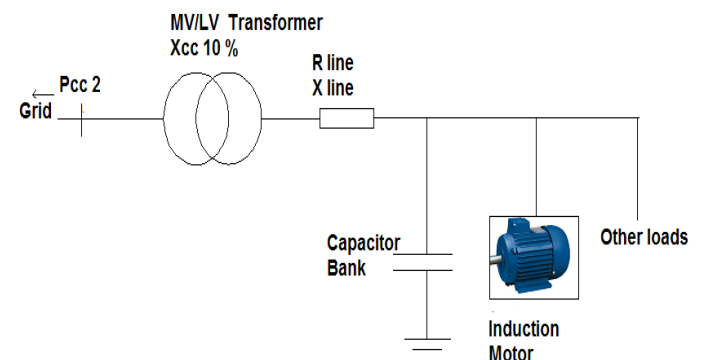 MV/LV Transformer
Xcc 10 %
R line
X line
Pcc 2
Grid
Capacitor
Bank
Other loads
Induction
Motor